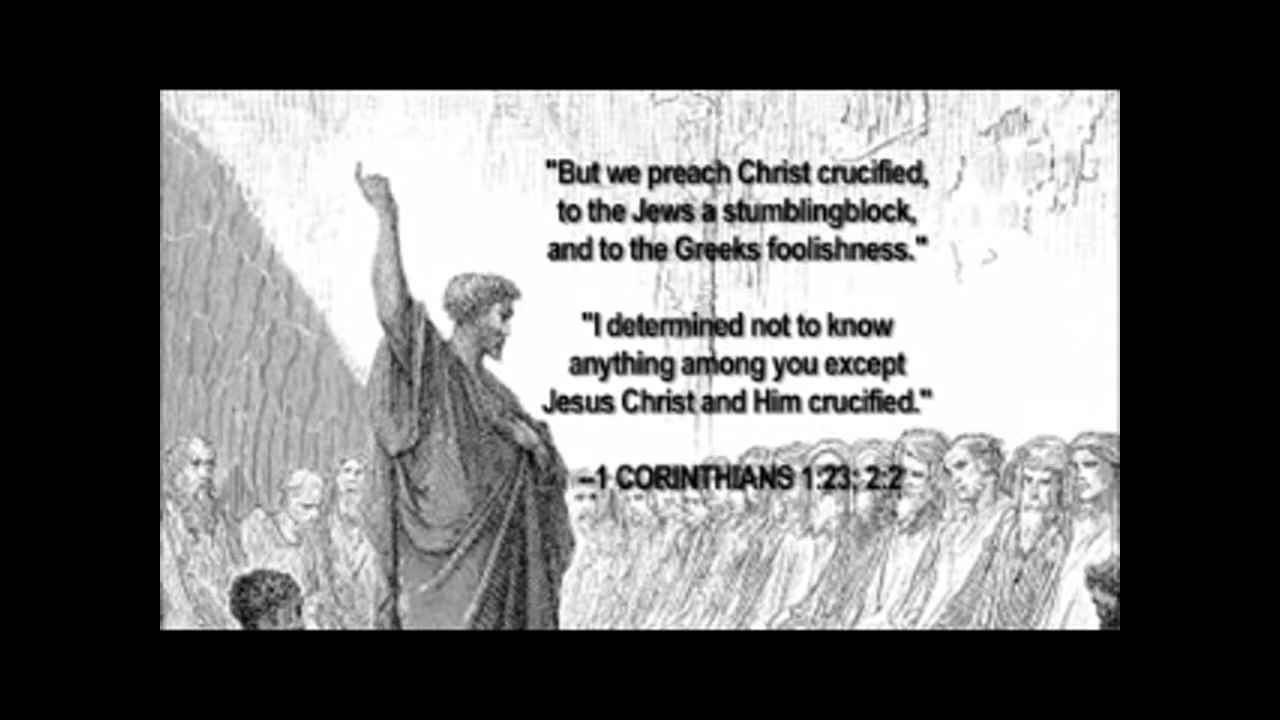 "But we preach Christ crucified,
to the Jews a stumblingblock,
and to the Greeks foolishness."
"I determined not to know
anything among you except
Jesus Christ and Him crucified."
--1 CORINTHIANS 1:23; 2:2